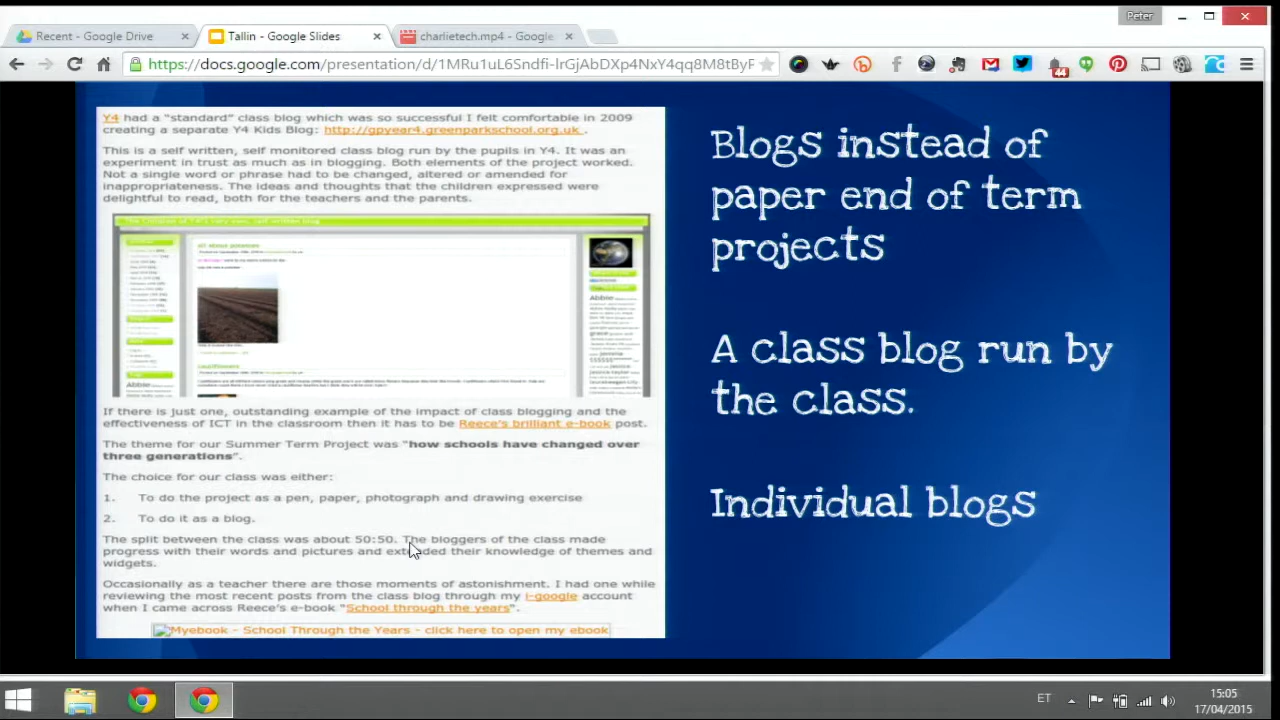 Peter
Recent - Google Drive
Tallin - Google Slides
charlietech.mp4 - Google
https://docs.google.com/presentation/d/1MRu1uL6Sndfi-lrGjAbDXp4NxY4qq8M8tByF
44
Y4 had a "standard" class blog which was so successful I felt comfortable in 2009
creating a separate Y4 Kids Blog: http://gpyear4.greenparkschool.org.uk .
This is a self written, self monitored class blog run by the pupils in Y4. It was an
experiment in trust as much as in blogging. Both elements of the project worked.
Not a single word or phrase had to be changed, altered or amended for
inappropriateness. The ideas and thoughts that the children expressed were
delightful to read, both for the teachers and the parents.
Abbie
Abbie
If there is just one, outstanding example of the impact of class blogging and the
effectiveness of ICT in the classroom then it has to be Reece's brilliant e-book post.
The theme for our Summer Term Project was "how schools have changed over
three generations".
The choice for our class was either:
1. To do the project as a pen, paper, photograph and drawing exercise
2. To do it as a blog.
The split between the class was about 50:50. The bloggers of the class made
progress with their words and pictures and extended their knowledge of themes and
widgets.
Occasionally as a teacher there are those moments of astonishment. I had one while
reviewing the most recent posts from the class blog through my i-google account
when I came across Reece's e-book "School through the years".
Myebook - School Through the Years - click here to open my ebook
Blogs instead of
paper end of term
projects
A class blog run by
the class.
Individual blogs
ET
15:05
17/04/2015